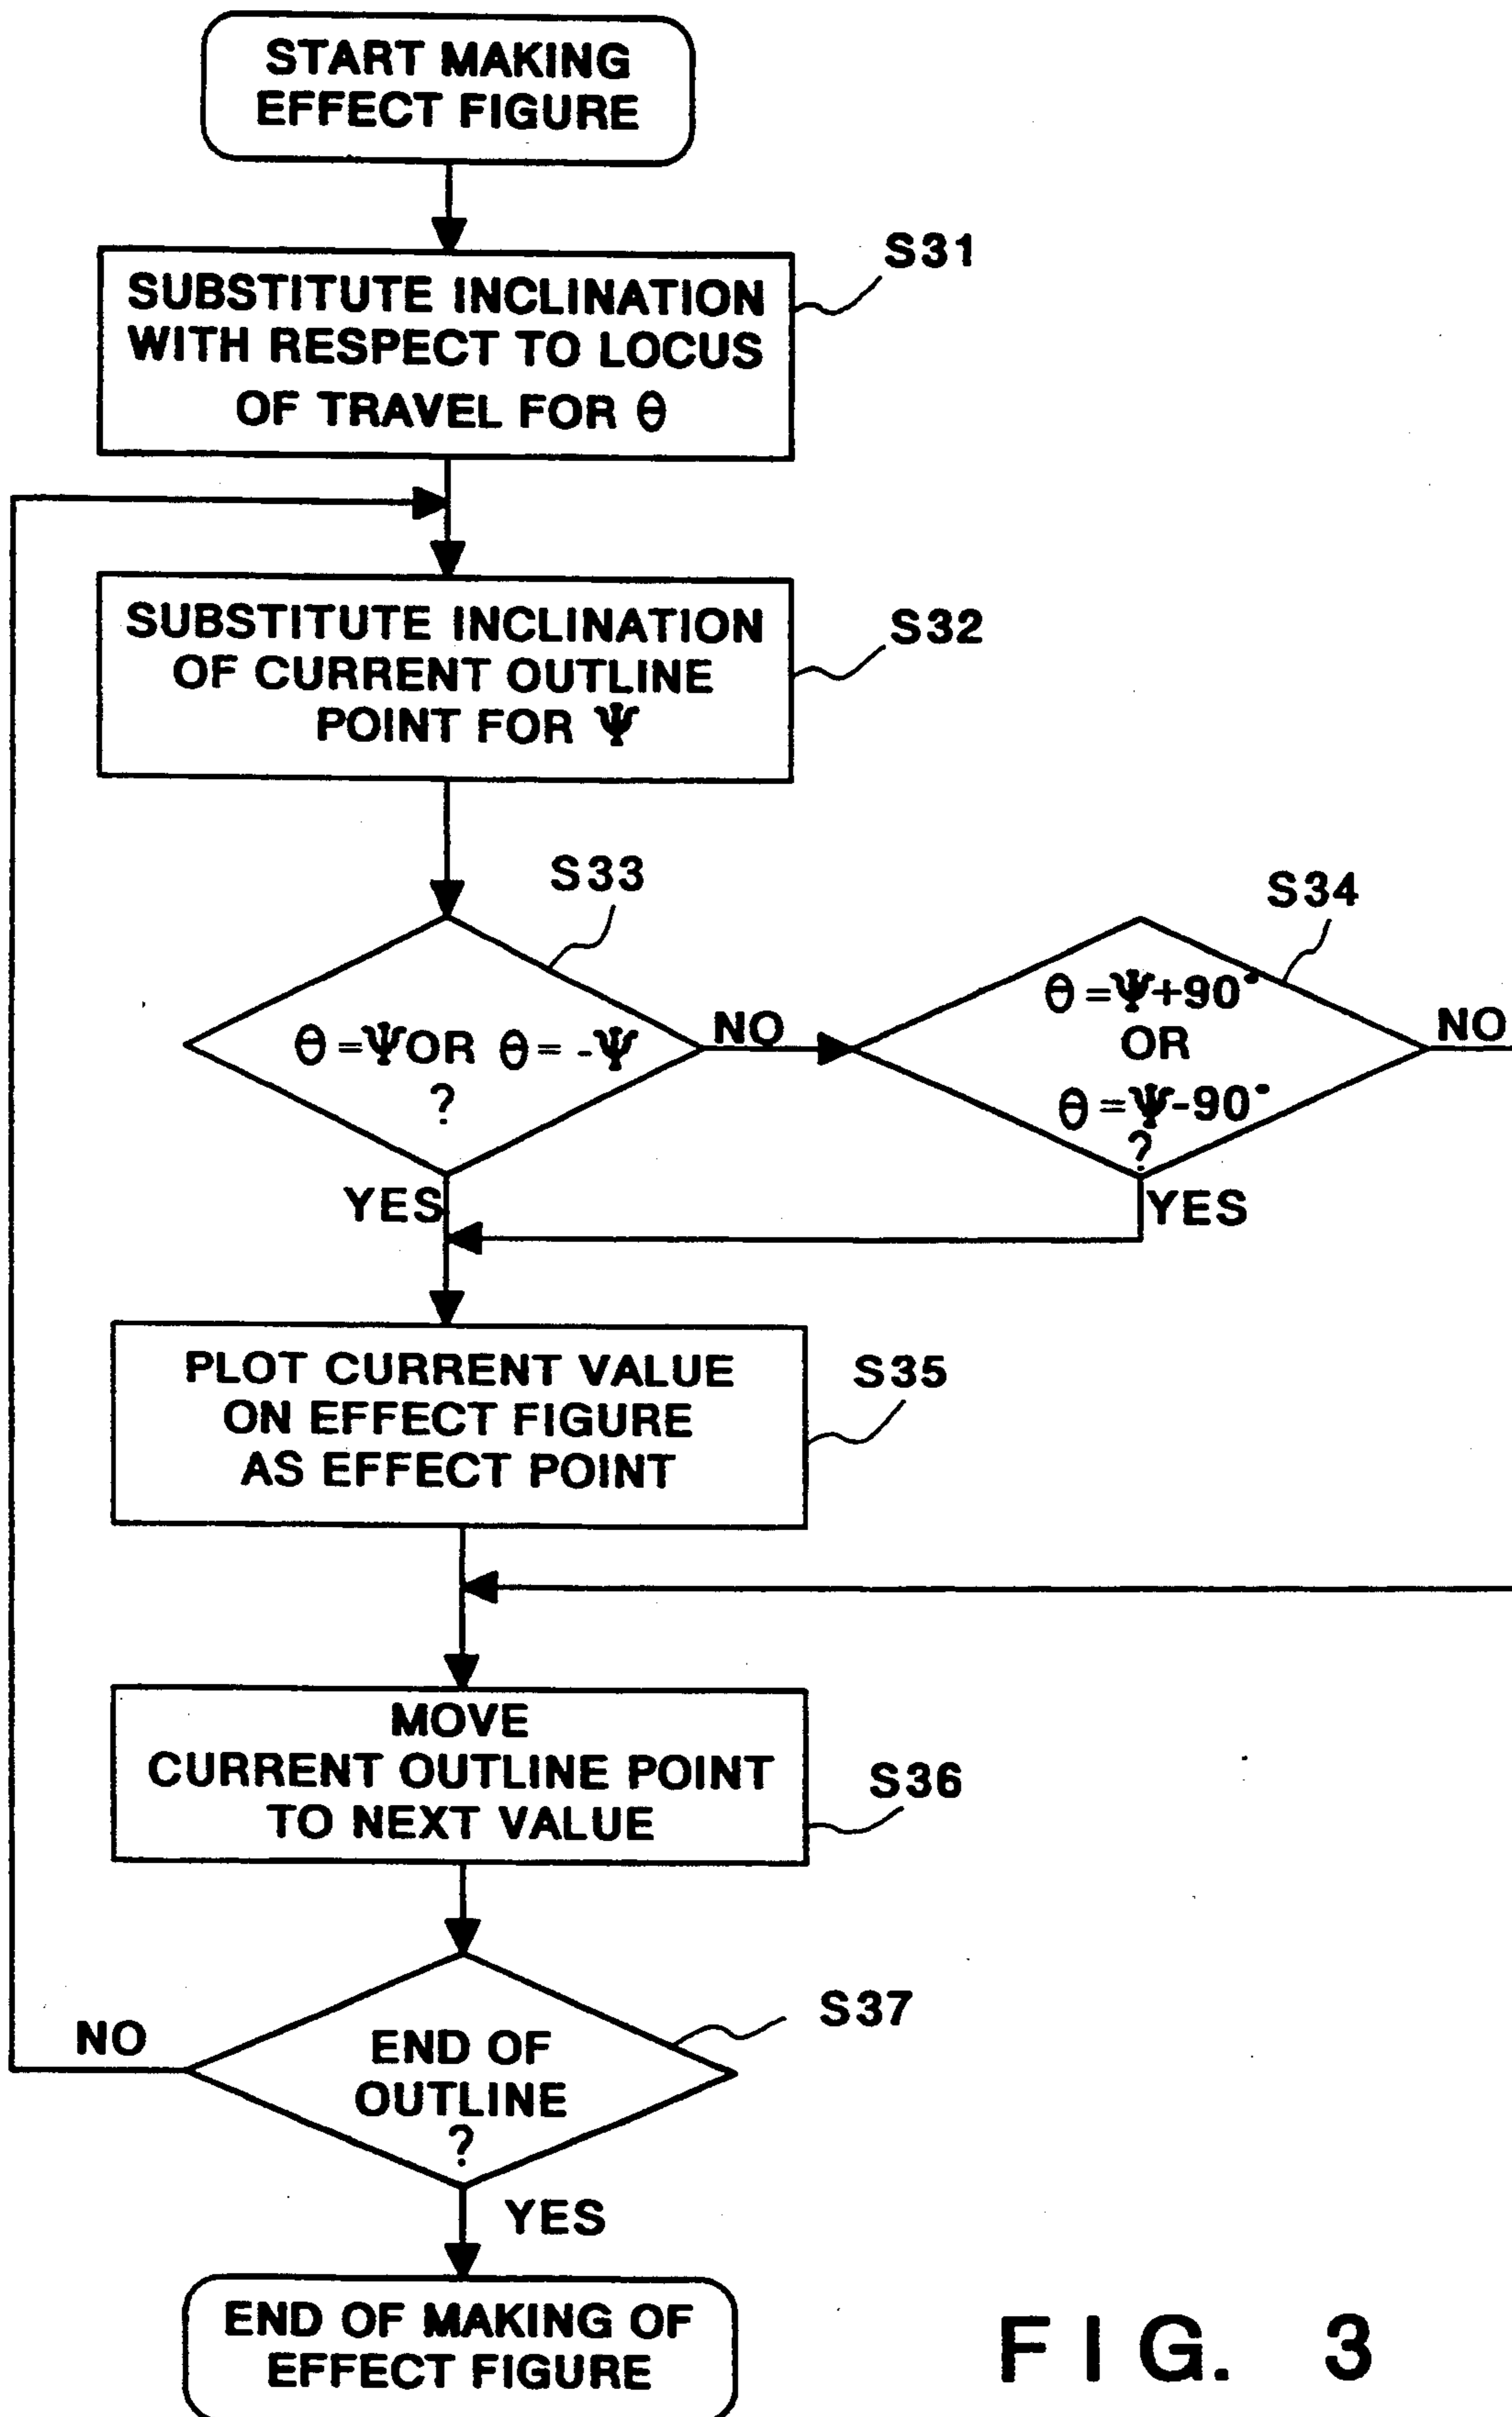 START MAKING
EFFECT FIGURE
S31
SUBSTITUTE INCLINATION
WITH RESPECT TO LOCUS
OF TRAVEL FOR θ
SUBSTITUTE INCLINATION
OF CURRENT OUTLINE
POINT FOR Ψ
S32
S33
θ=Ψ OR θ=-Ψ
?
NO
YES
S34
θ=Ψ+90°
OR
θ=Ψ-90°
?
NO
YES
PLOT CURRENT VALUE
ON EFFECT FIGURE
AS EFFECT POINT
S35
MOVE
CURRENT OUTLINE POINT
TO NEXT VALUE
S36
S37
END OF
OUTLINE
?
NO
YES
END OF MAKING OF
EFFECT FIGURE
FIG. 3